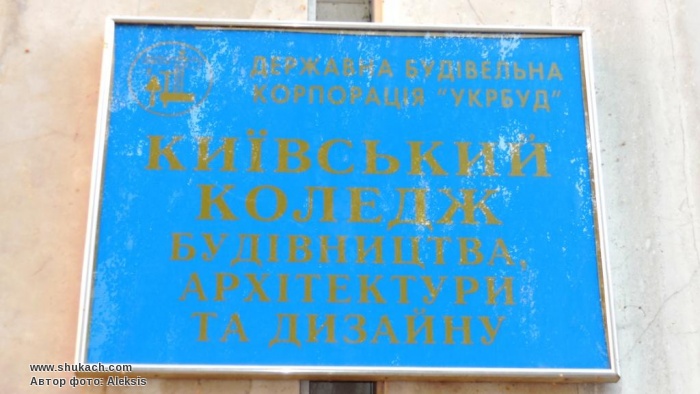 ДЕРЖАВНА БУДІВЕЛЬНА
КОРПОРАЦІЯ "УКРБУД"
КИЇВСЬКИЙ
КОЛЕДЖ
БУДІВНИЦТВА,
АРХІТЕКТУРИ
ТА ДИЗАЙНУ
www.shukach.com
Автор фото: Aleksis